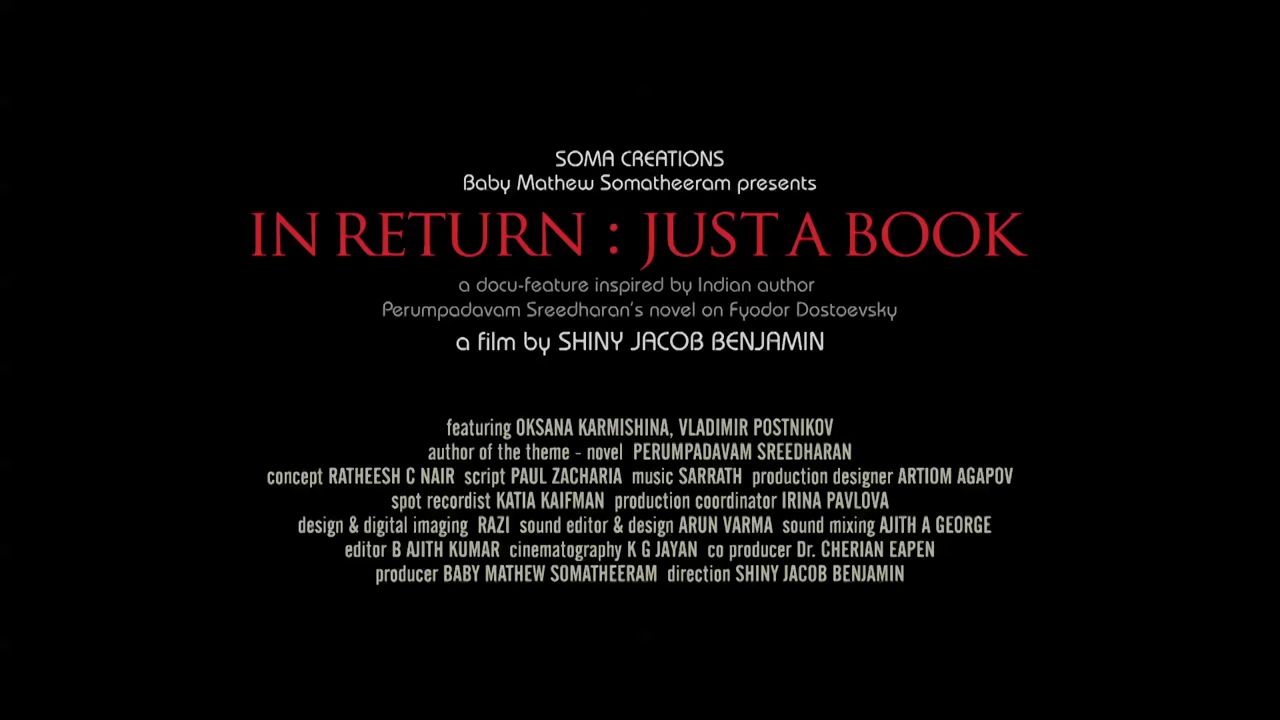 SOMA CREATIONS
Baby Mathew Somatheeram presents
IN RETURN : JUST A BOOK
a docu-feature inspired by Indian author
Perumpadavam Sreedharan's novel on Fyodor Dostoevsky
a film by SHINY JACOB BENJAMIN
featuring OKSANA KARMISHINA, VLADIMIR POSTNIKOV
author of the theme - novel PERUMPADAVAM SREEDHARAN
concept RATHEESH C NAIR script PAUL ZACHARIA music SARRATH production designer ARTIOM AGAPOV
spot recordist KATIA KAIFMAN production coordinator IRINA PAVLOVA
design & digital imaging RAZI sound editor & design ARUN VARMA sound mixing AJITH A GEORGE
editor B AJITH KUMAR cinematography K G JAYAN co producer Dr. CHERIAN EAPEN
producer BABY MATHEW SOMATHEERAM direction SHINY JACOB BENJAMIN